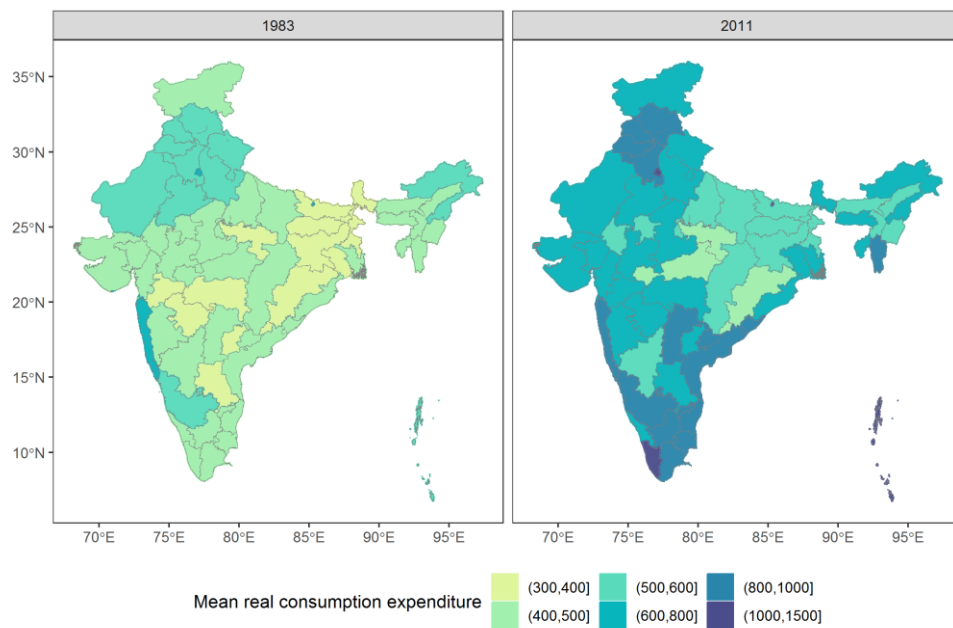 1983 2011
35°N
30°N
25°N
20°N
15°N
10°N
70°E 75°E 80°E 85°E 90°E 95°E 70°E 75°E 80°E 85°E 90°E 95°E
Mean real consumption expenditure
(300,400] (500,600] (800,1000]
(400,500] (600,800] (1000,1500]